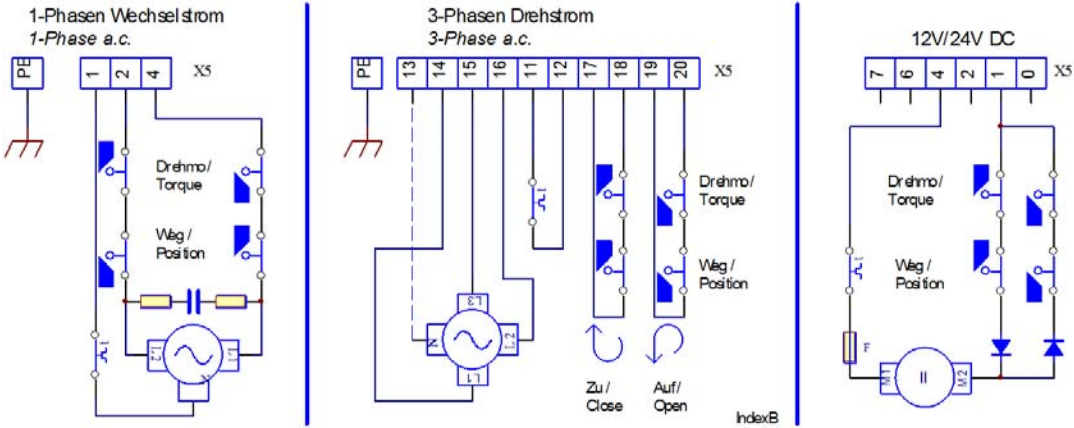 1-Phasen Wechselstrom
1-Phase a.c.
PE
1 2 4
X5
Drehmo/
Torque
Weg /
Position
L2
L1
N
3-Phasen Drehstrom
3-Phase a.c.
PE
13 14 15 16 11 12 17 18 19 20
X5
Drehmo/
Torque
Weg /
Position
L3
N
L2
L1
Zu /
Close
Auf /
Open
IndexB
12V/24V DC
7 6 4 2 1 0
X5
Drehmo/
Torque
Weg /
Position
F
M1
M2